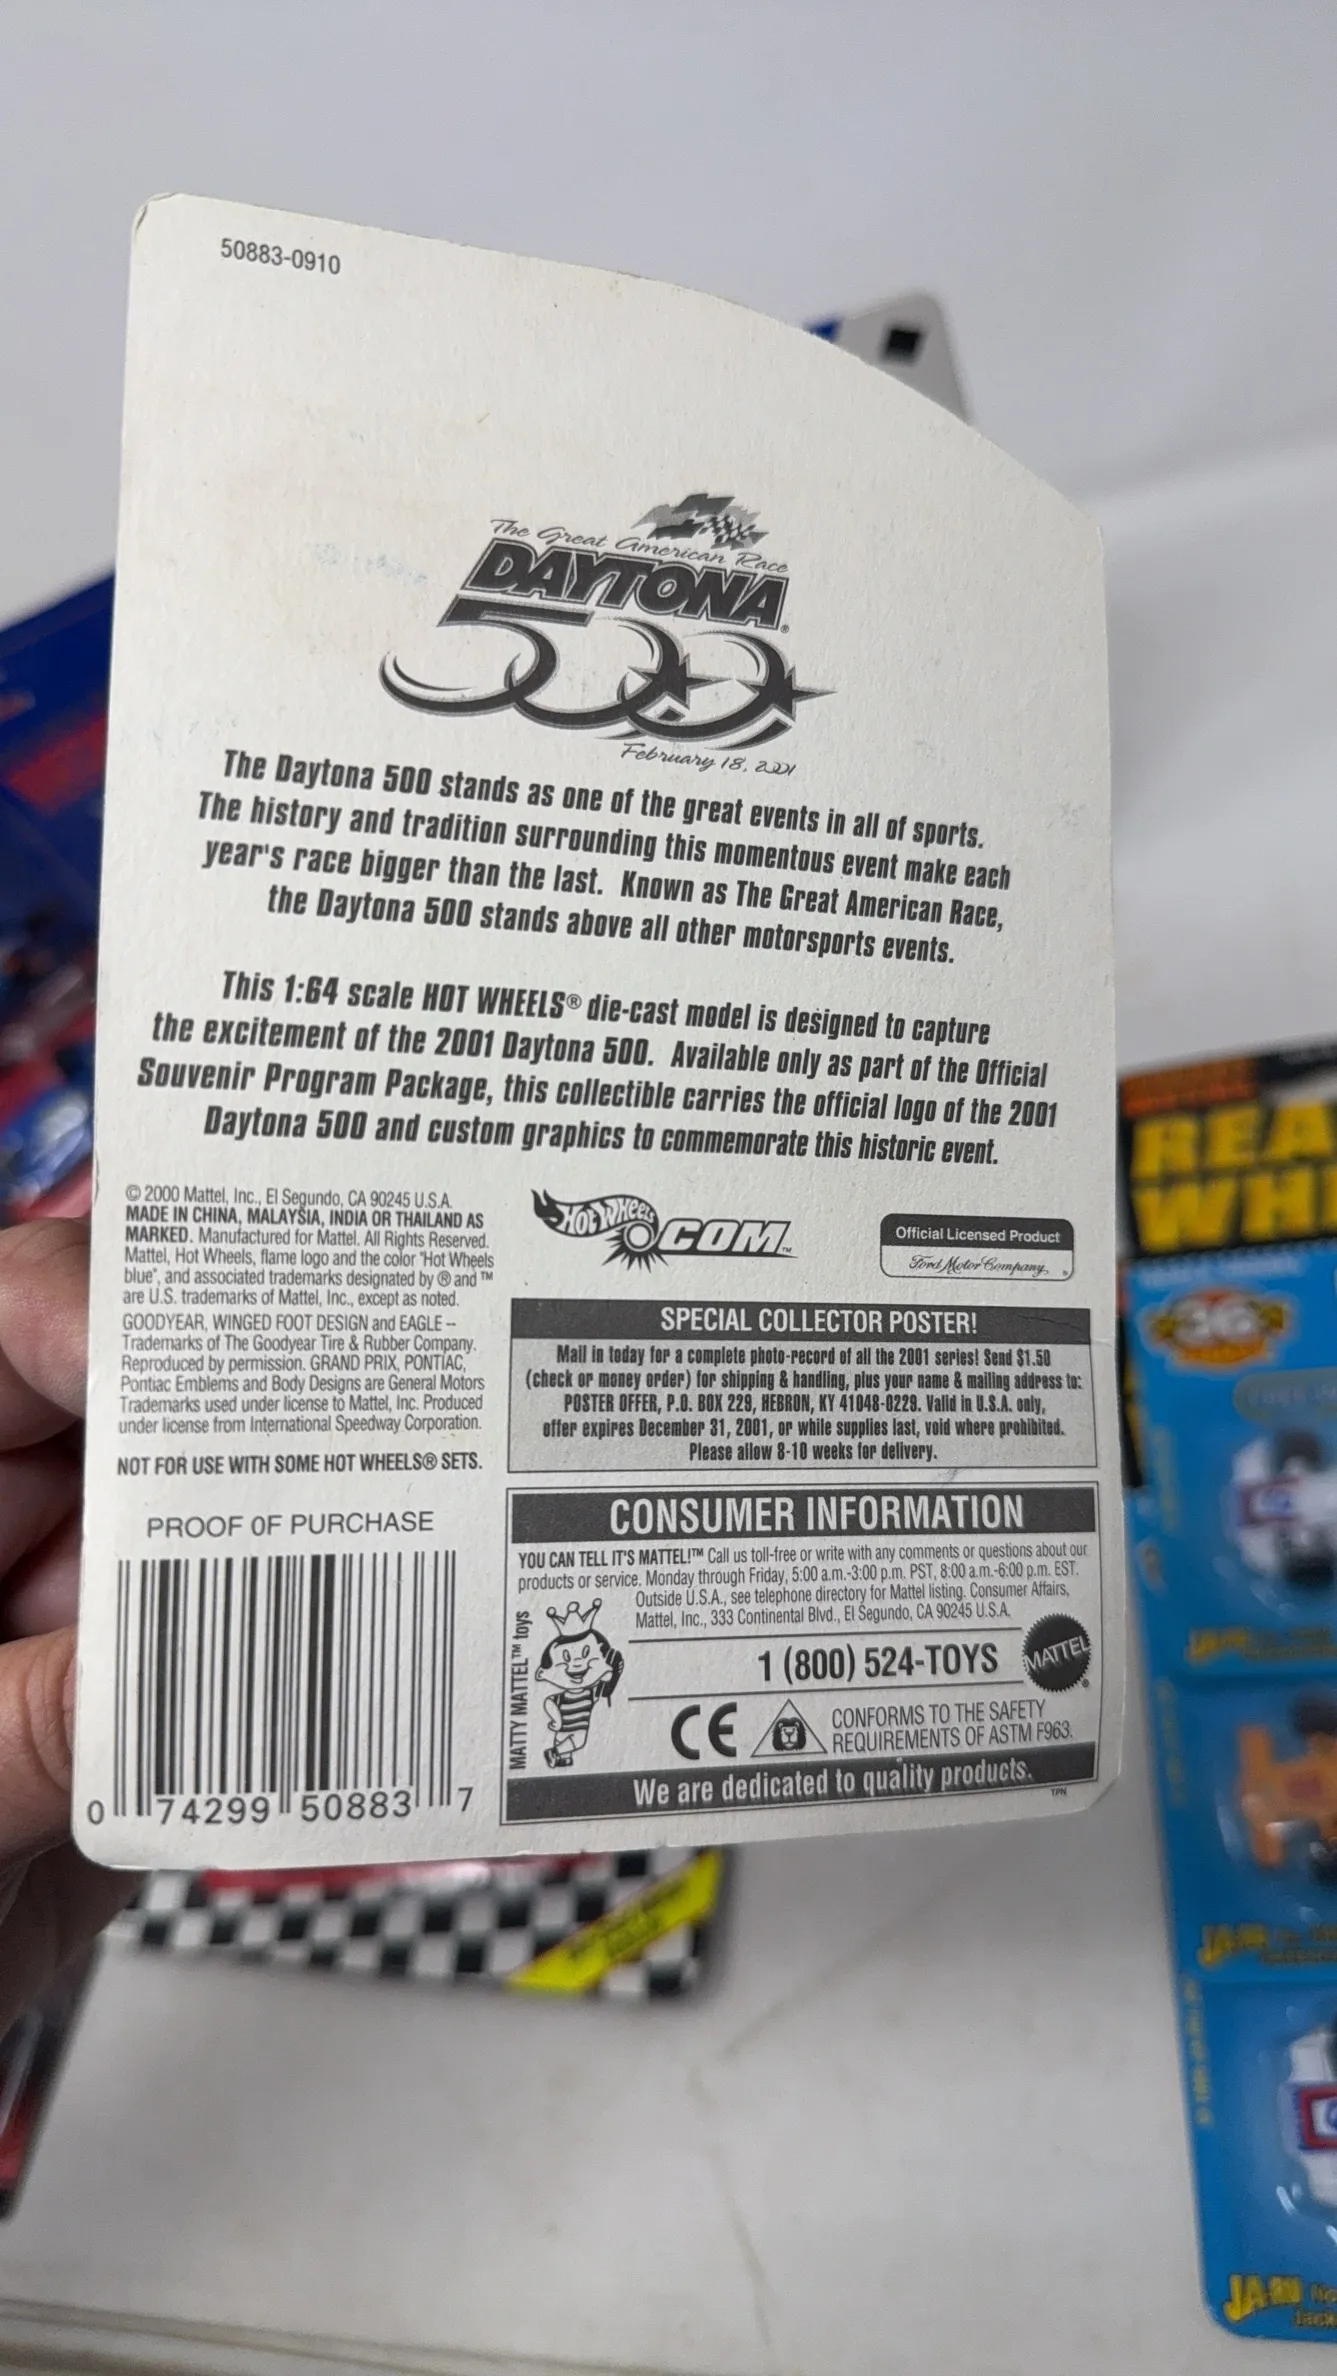 50883-0910
The Great American Race
DAYTONA®
500
February 18, 2001
The Daytona 500 stands as one of the great events in all of sports.
The history and tradition surrounding this momentous event make each
year's race bigger than the last. Known as The Great American Race,
the Daytona 500 stands above all other motorsports events.
This 1:64 scale HOT WHEELS® die-cast model is designed to capture
the excitement of the 2001 Daytona 500. Available only as part of the Official
Souvenir Program Package, this collectible carries the official logo of the 2001
Daytona 500 and custom graphics to commemorate this historic event.
© 2000 Mattel, Inc., El Segundo, CA 90245 U.S.A.
MADE IN CHINA, MALAYSIA, INDIA OR THAILAND AS
MARKED. Manufactured for Mattel. All Rights Reserved.
Mattel, Hot Wheels, flame logo and the color "Hot Wheels
blue", and associated trademarks designated by ® and ™
are U.S. trademarks of Mattel, Inc., except as noted.
GOODYEAR, WINGED FOOT DESIGN and EAGLE --
Trademarks of The Goodyear Tire & Rubber Company.
Reproduced by permission. GRAND PRIX, PONTIAC,
Pontiac Emblems and Body Designs are General Motors
Trademarks used under license to Mattel, Inc. Produced
under license from International Speedway Corporation.
NOT FOR USE WITH SOME HOT WHEELS® SETS.
PROOF OF PURCHASE
0 74299 50883 7
Hot Wheels.COM™
Official Licensed Product
Ford Motor Company®
SPECIAL COLLECTOR POSTER!
Mail in today for a complete photo-record of all the 2001 series! Send $1.50
(check or money order) for shipping & handling, plus your name & mailing address to:
POSTER OFFER, P.O. BOX 229, HEBRON, KY 41048-0229. Valid in U.S.A. only,
offer expires December 31, 2001, or while supplies last, void where prohibited.
Please allow 8-10 weeks for delivery.
CONSUMER INFORMATION
YOU CAN TELL IT'S MATTEL!™ Call us toll-free or write with any comments or questions about our
products or service. Monday through Friday, 5:00 a.m.-3:00 p.m. PST, 8:00 a.m.-6:00 p.m. EST.
Outside U.S.A., see telephone directory for Mattel listing. Consumer Affairs,
Mattel, Inc., 333 Continental Blvd., El Segundo, CA 90245 U.S.A.
MATTY MATTEL™ toys
1 (800) 524-TOYS
MATTEL®
CE
CONFORMS TO THE SAFETY
REQUIREMENTS OF ASTM F963.
We are dedicated to quality products.
TPN
REA
WHE
36
JA-RU
JA-RU
JA-RU